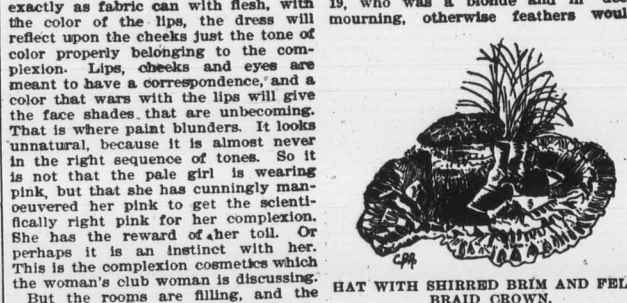 exactly as fabric can with flesh, with
the color of the lips, the dress will
reflect upon the cheeks just the tone of
color properly belonging to the com-
plexion. Lips, cheeks and eyes are
meant to have a correspondence, and a
color that wars with the lips will give
the face shades that are unbecoming.
That is where paint blunders. It looks
unnatural, because it is almost never
in the right sequence of tones. So it
is not that the pale girl is wearing
pink, but that she has cunningly man-
oeuvered her pink to get the scienti-
fically right pink for her complexion.
She has the reward of her toil. Or
perhaps it is an instinct with her.
This is the complexion cosmetics which
the woman's club woman is discussing.
But the rooms are filling, and the
19, who was a blonde and in
mourning, otherwise feathers woul
HAT WITH SHIRRED BRIM AND FEL
BRAID CROWN.